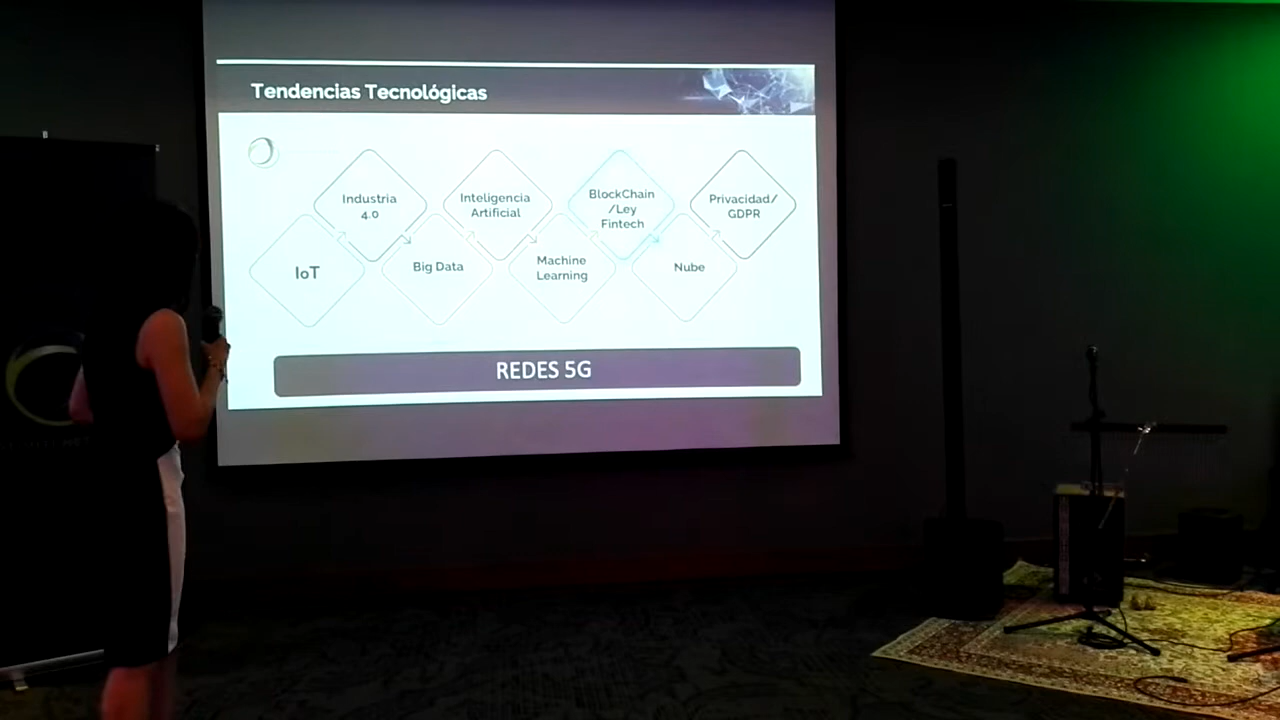 Tendencias Tecnológicas
Industria
4.0
Inteligencia
Artificial
BlockChain
/Ley
Fintech
Privacidad/
GDPR
IoT
Big Data
Machine
Learning
Nube
REDES 5G